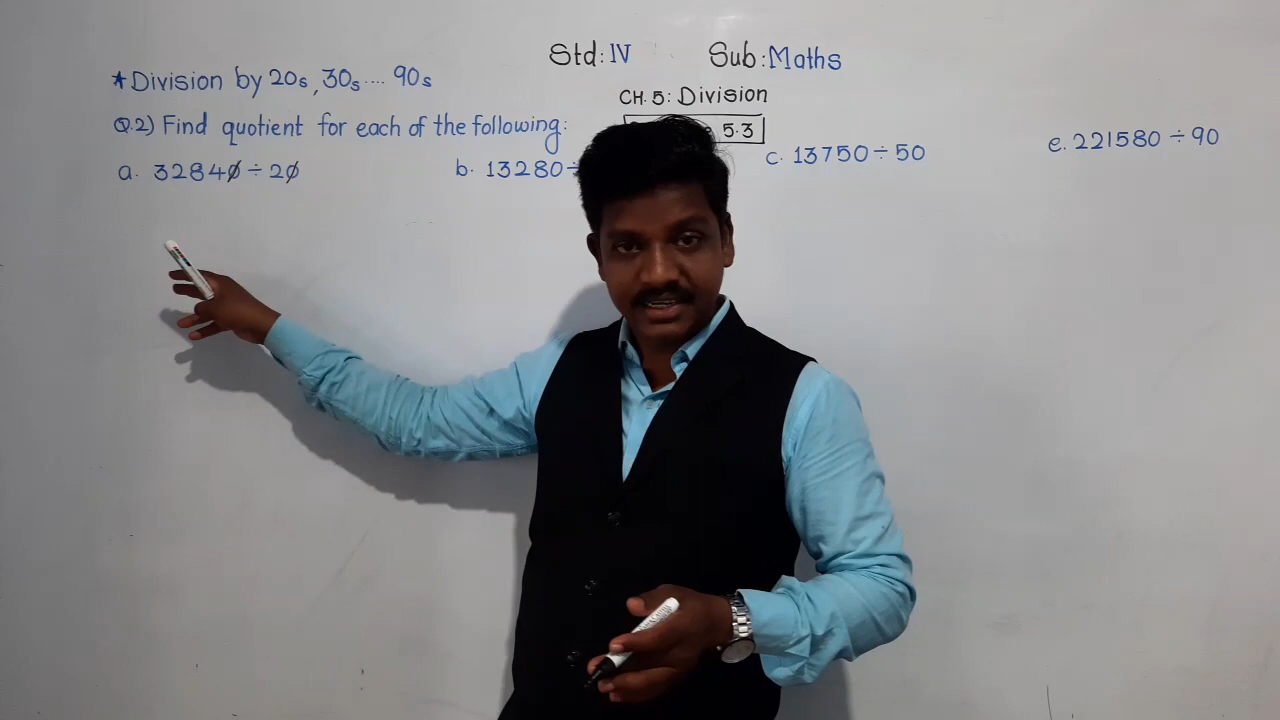 Std: IV Sub: Maths
* Division by 20s, 30s.... 90s
CH. 5: Division
Q.2) Find quotient for each of the following:
5.3
a. 32840 ÷ 20 b. 13280 ÷ c. 13750 ÷ 50 e. 221580 ÷ 90